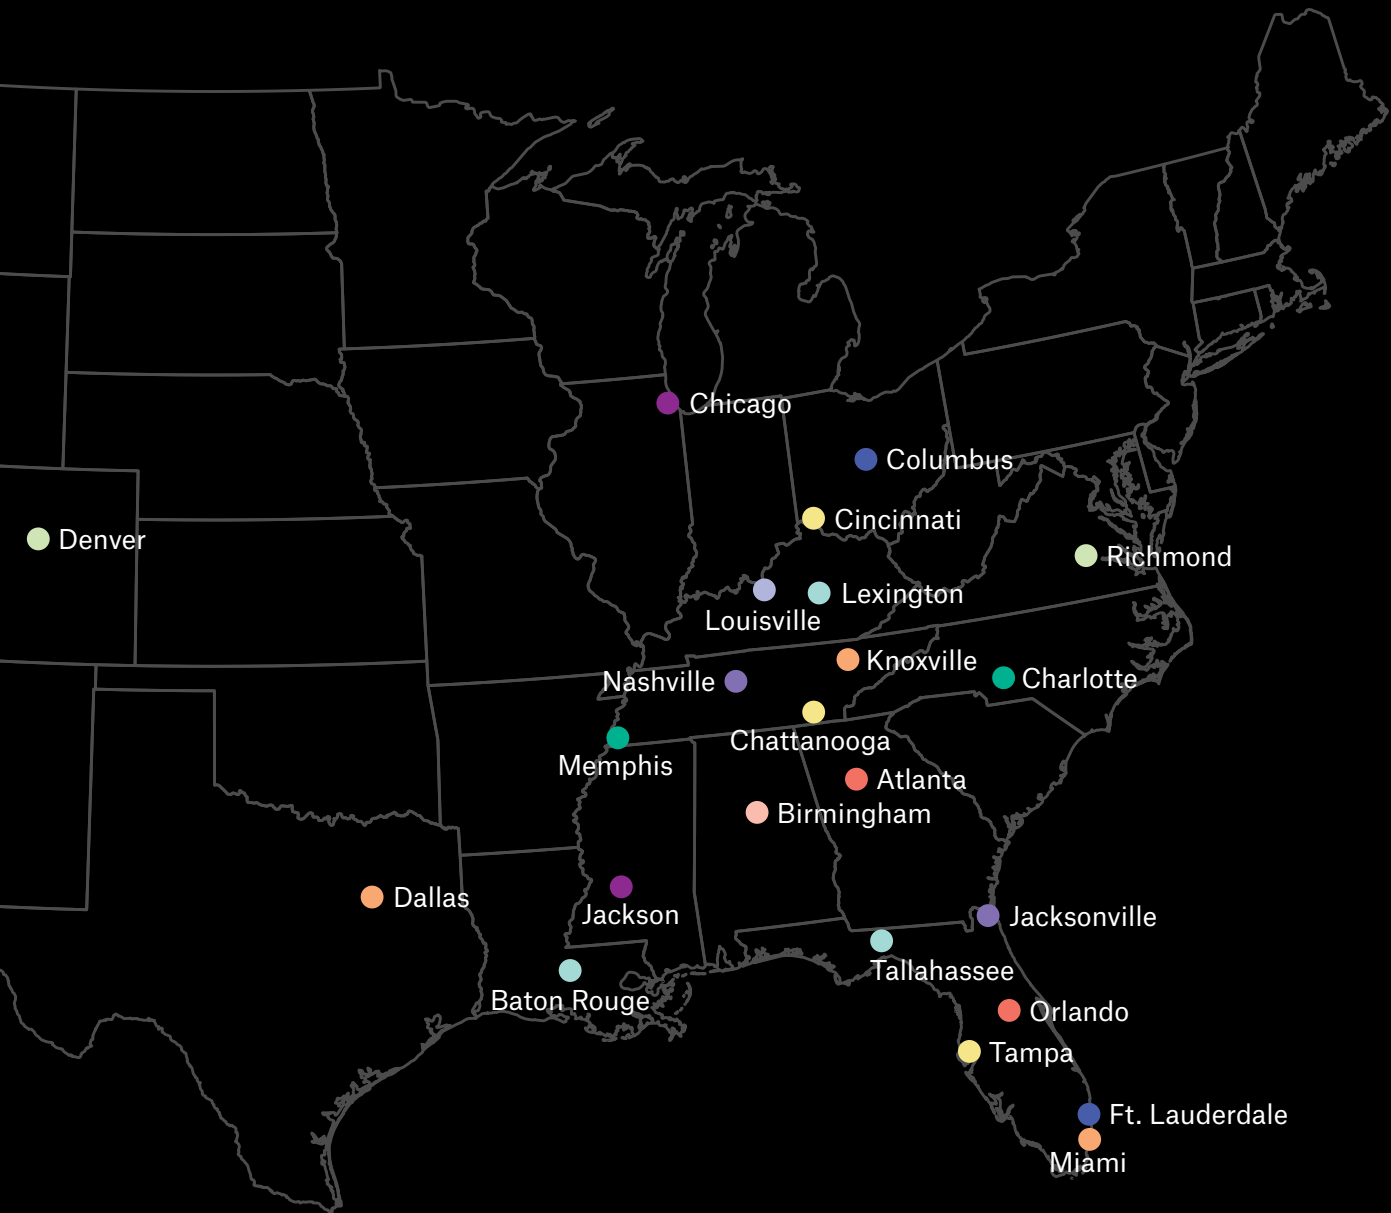 Chicago
Columbus
Cincinnati
Denver
Richmond
Lexington
Louisville
Knoxville
Nashville
Charlotte
Chattanooga
Memphis
Atlanta
Birmingham
Dallas
Jackson
Jacksonville
Tallahassee
Baton Rouge
Orlando
Tampa
Ft. Lauderdale
Miami